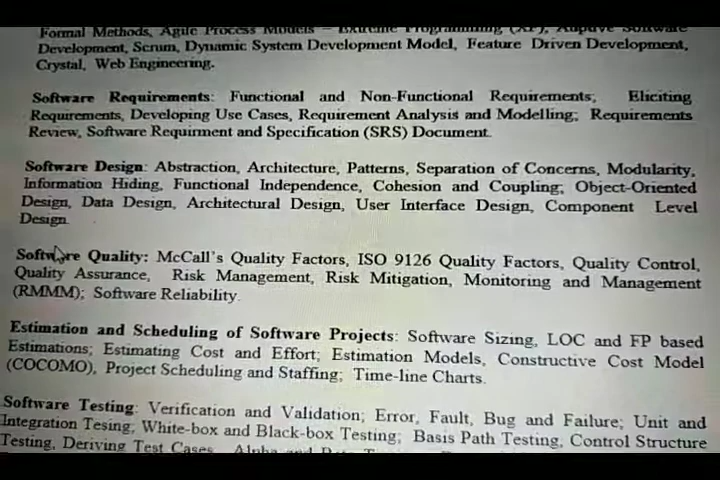 Formal Methods, Agile Process Models – Extreme Programming (XP), Adaptive Software
Development, Scrum, Dynamic System Development Model, Feature Driven Development,
Crystal, Web Engineering.
Software Requirements: Functional and Non-Functional Requirements; Eliciting
Requirements, Developing Use Cases, Requirement Analysis and Modelling; Requirements
Review, Software Requirment and Specification (SRS) Document.
Software Design: Abstraction, Architecture, Patterns, Separation of Concerns, Modularity,
Information Hiding, Functional Independence, Cohesion and Coupling; Object-Oriented
Design, Data Design, Architectural Design, User Interface Design, Component Level
Design.
Software Quality: McCall's Quality Factors, ISO 9126 Quality Factors, Quality Control,
Quality Assurance, Risk Management, Risk Mitigation, Monitoring and Management
(RMMM); Software Reliability.
Estimation and Scheduling of Software Projects: Software Sizing, LOC and FP based
Estimations; Estimating Cost and Effort; Estimation Models, Constructive Cost Model
(COCOMO), Project Scheduling and Staffing; Time-line Charts.
Software Testing: Verification and Validation; Error, Fault, Bug and Failure; Unit and
Integration Tesing; White-box and Black-box Testing; Basis Path Testing, Control Structure
Testing, Deriving Test Cases, Alpha and